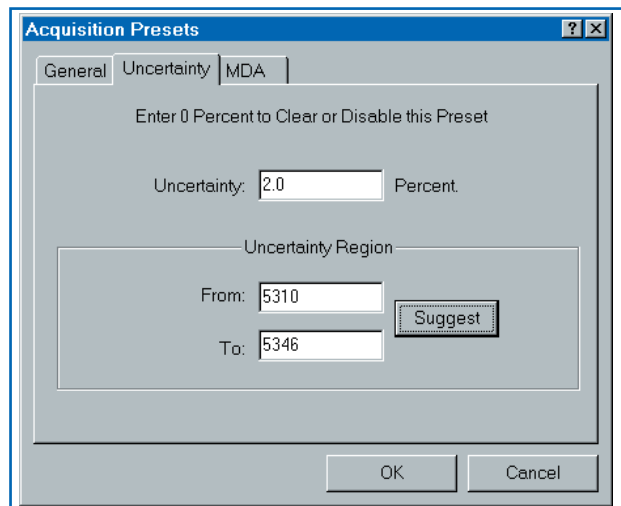 Acquisition Presets
General Uncertainty MDA
Enter 0 Percent to Clear or Disable this Preset
Uncertainty: 2.0 Percent.
Uncertainty Region
From: 5310
Suggest
To: 5346
OK Cancel